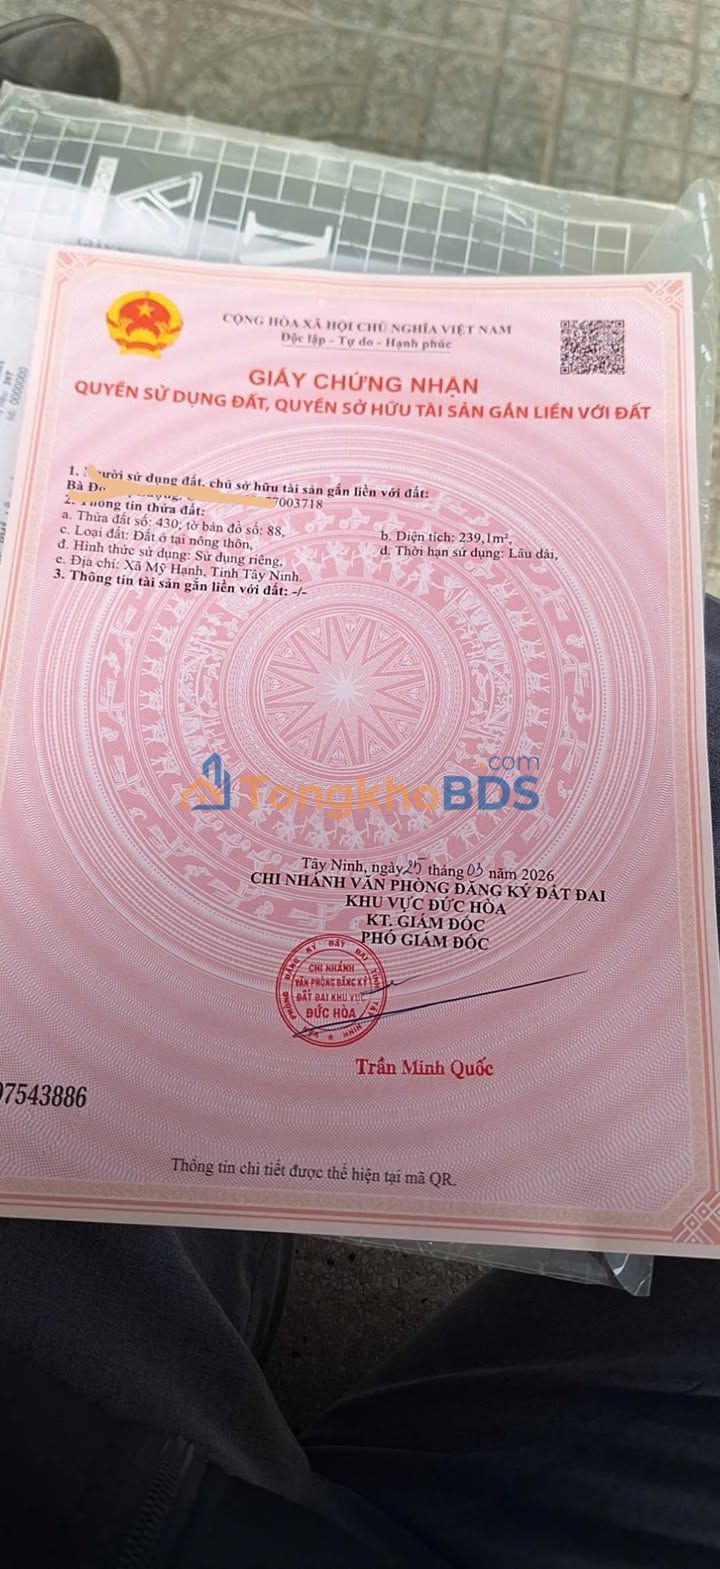 CỘNG HÒA XÃ HỘI CHỦ NGHĨA VIỆT NAM
Độc lập - Tự do - Hạnh phúc
GIẤY CHỨNG NHẬN
QUYỀN SỬ DỤNG ĐẤT, QUYỀN SỞ HỮU TÀI SẢN GẮN LIỀN VỚI ĐẤT
1. sử dụng đất, chủ sở hữu tài sản gắn liền với đất:
Bà 7003718
2. tin thửa đất:
a. Thửa đất số: 430; tờ bản đồ số: 88,
b. Diện tích: 239,1m²,
c. Loại đất: Đất ở tại nông thôn,
d. Thời hạn sử dụng: Lâu dài,
đ. Hình thức sử dụng: Sử dụng riêng,
e. Địa chỉ: Xã Mỹ Hạnh, Tỉnh Tây Ninh.
3. Thông tin tài sản gắn liền với đất: -/-
TongkhoBDS.com
Tây Ninh, ngày 25 tháng 03 năm 2026
CHI NHÁNH VĂN PHÒNG ĐĂNG KÝ ĐẤT ĐAI
KHU VỰC ĐỨC HÒA
KT. GIÁM ĐỐC
PHÓ GIÁM ĐỐC
CHI NHÁNH
VĂN PHÒNG ĐĂNG KÝ
ĐẤT ĐAI KHU VỰC
ĐỨC HÒA
Trần Minh Quốc
7543886
Thông tin chi tiết được thể hiện tại mã QR.